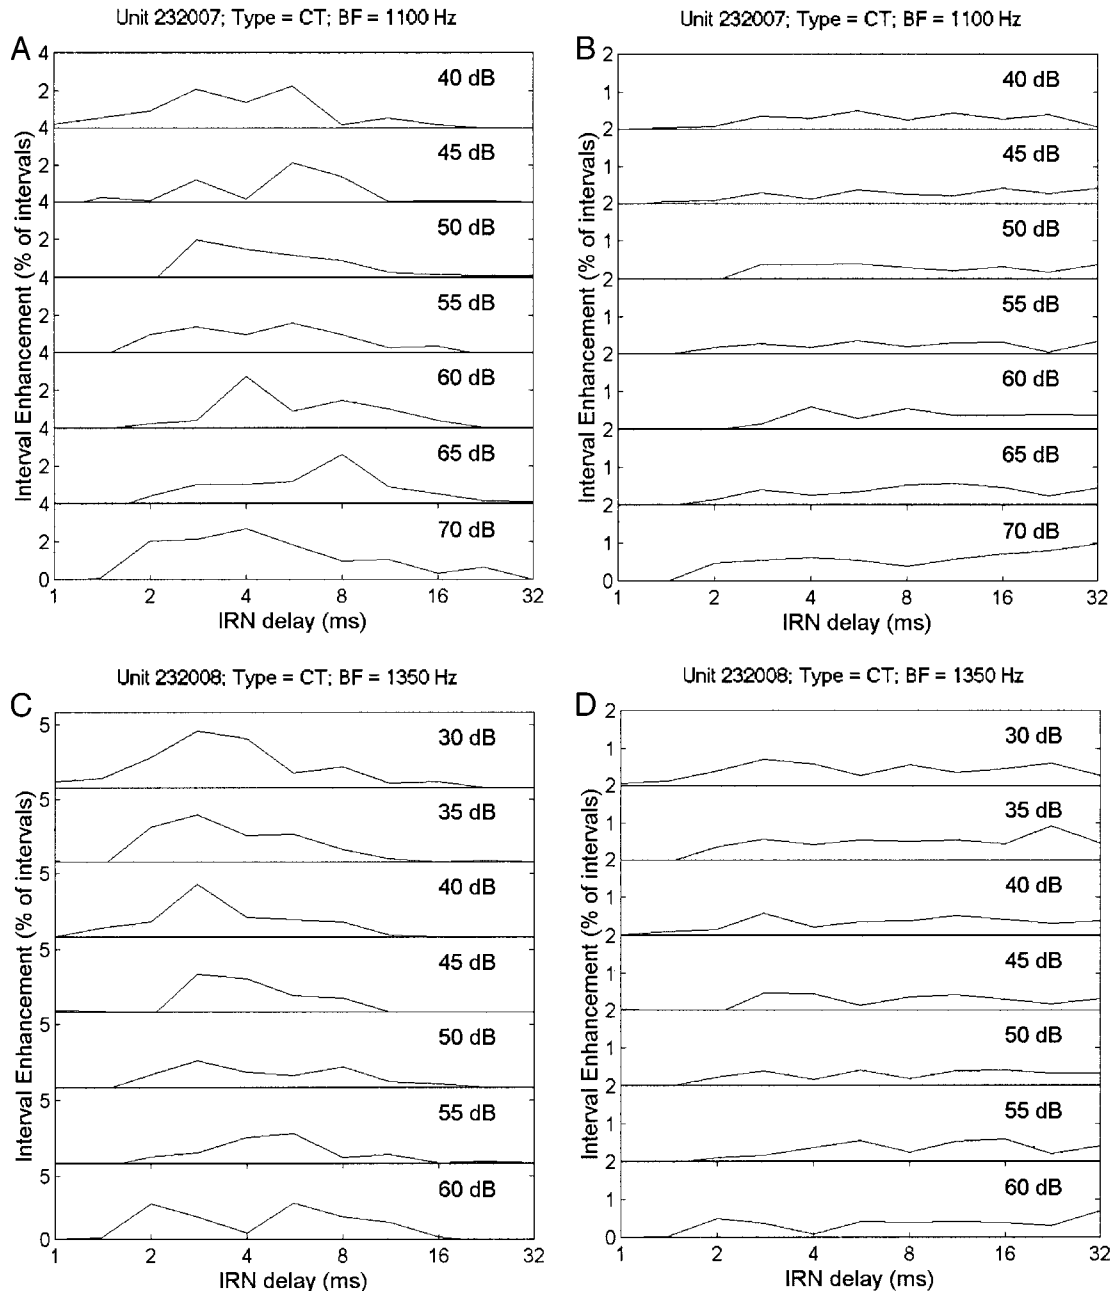 Unit 232007; Type = CT; BF = 1100 Hz
Unit 232007; Type = CT; BF = 1100 Hz
A
Interval Enhancement (% of intervals)
4
2
40 dB
4
2
45 dB
4
2
50 dB
4
2
55 dB
4
2
60 dB
4
2
65 dB
4
2
70 dB
0
1 2 4 8 16 32
IRN delay (ms)
B
Interval Enhancement (% of intervals)
2
1
40 dB
2
1
45 dB
2
1
50 dB
2
1
55 dB
2
1
60 dB
2
1
65 dB
2
1
70 dB
0
1 2 4 8 16 32
IRN delay (ms)
Unit 232008; Type = CT; BF = 1350 Hz
Unit 232008; Type = CT; BF = 1350 Hz
C
Interval Enhancement (% of intervals)
5
30 dB
5
35 dB
5
40 dB
5
45 dB
5
50 dB
5
55 dB
5
60 dB
0
1 2 4 8 16 32
IRN delay (ms)
D
Interval Enhancement (% of intervals)
2
1
30 dB
2
1
35 dB
2
1
40 dB
2
1
45 dB
2
1
50 dB
2
1
55 dB
2
1
60 dB
0
1 2 4 8 16 32
IRN delay (ms)